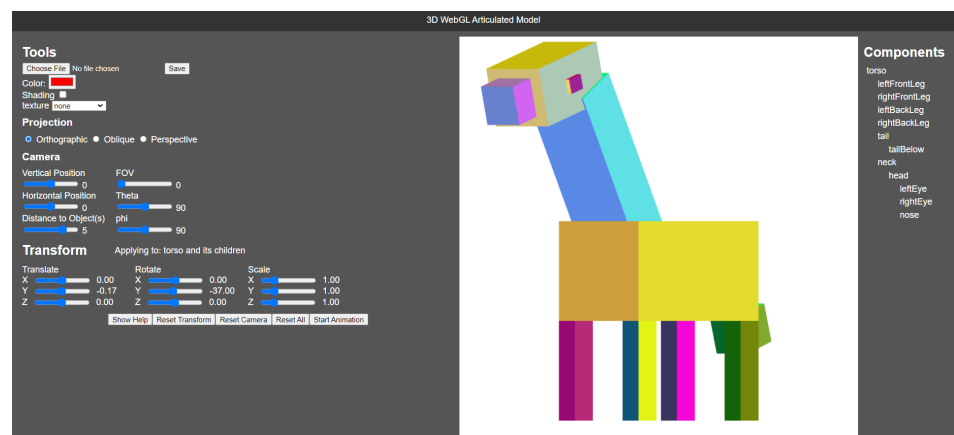 3D WebGL Articulated Model
Tools
Choose File No file chosen Save
Color:
Shading
texture none
Projection
Orthographic Oblique Perspective
Camera
Vertical Position FOV
0 0
Horizontal Position Theta
0 90
Distance to Object(s) phi
5 90
Transform Applying to: torso and its children
Translate Rotate Scale
X 0.00 X 0.00 X 1.00
Y -0.17 Y -37.00 Y 1.00
Z 0.00 Z 0.00 Z 1.00
Show Help Reset Transform Reset Camera Reset All Start Animation
Components
torso
leftFrontLeg
rightFrontLeg
leftBackLeg
rightBackLeg
tail
tailBelow
neck
head
leftEye
rightEye
nose